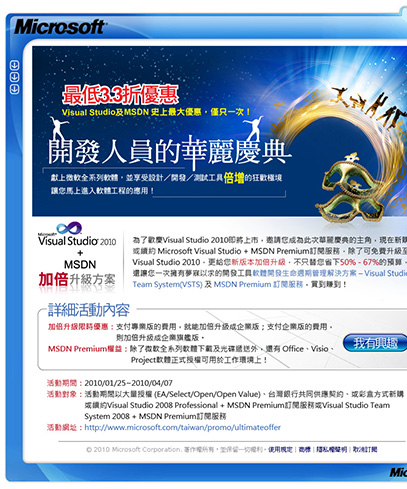 Microsoft
最低3.3折優惠
Visual Studio及MSDN 史上最大優惠，僅只一次！
開發人員的華麗慶典
獻上微軟全系列軟體，並享受設計／開發／測試工具倍增的狂歡極境
讓您馬上進入軟體工程的應用！
Microsoft
Visual Studio 2010
+
MSDN
加倍升級方案
為了歡慶Visual Studio 2010即將上市，邀請您成為此次華麗慶典的主角，現在新購
或續約 Microsoft Visual Studio + MSDN Premium訂閱服務，除了可免費升級至
Visual Studio 2010，更給您新版本加倍升級，不只替您省下50% - 67%的預算，
還讓您一次擁有夢寐以求的開發工具軟體開發生命週期管理解決方案 – Visual Studio
Team System(VSTS) 及 MSDN Premium 訂閱服務，買到賺到！
詳細活動內容
加倍升級限時優惠：支付專業版的費用，就能加倍升級成企業版；支付企業版的費用，
則加倍升級成企業旗艦版。
MSDN Premium權益：除了微軟全系列軟體下載及光碟遞送外，還有 Office、Visio、
Project軟體正式授權可用於工作環境上！
我有興趣
活動期間：2010/01/25~2010/04/07
活動對象：活動期間以大量授權 (EA/Select/Open/Open Value)、台灣銀行共同供應契約、或彩盒方式新購
或續約Visual Studio 2008 Professional + MSDN Premium訂閱服務或Visual Studio Team
System 2008 + MSDN Premium訂閱服務
活動網址：http://www.microsoft.com/taiwan/promo/ultimateoffer
© 2010 Microsoft Corporation. 著作權所有，並保留一切權利。使用規定 | 商標 | 隱私權聲明 | 取消訂閱
Mic